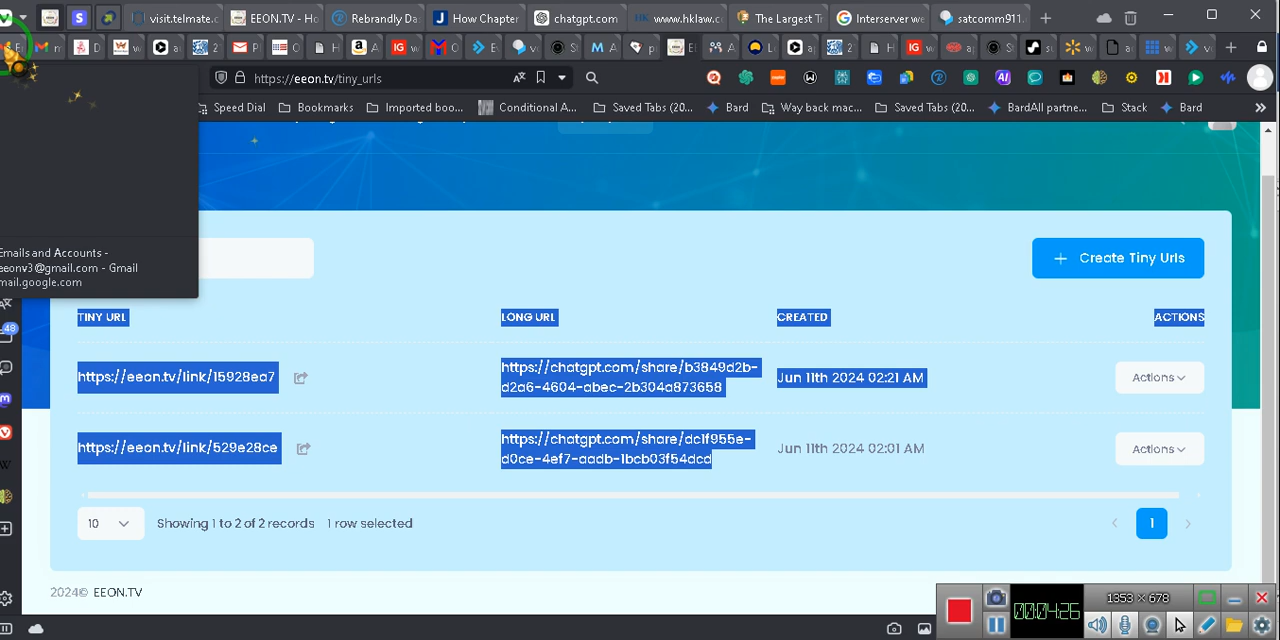 visit.telmate.
EEON.TV - Ho
Rebrandly Da
How Chapter
chatgpt.com
www.hklaw.c
The Largest Tr
Interserver we
satcomm911.
https://eeon.tv/tiny_urls
Speed Dial
Bookmarks
Imported boo...
Conditional A...
Saved Tabs (20...
Bard
Way back mac...
Saved Tabs (20...
BardAll partne...
Stack
Bard
Emails and Accounts -
eeonv3@gmail.com - Gmail
mail.google.com
Create Tiny Urls
TINY URL LONG URL CREATED ACTIONS
https://eeon.tv/link/15928ea7
https://chatgpt.com/share/b3849d2b-
d2a6-4604-abec-2b304a873658
Jun 11th 2024 02:21 AM
Actions
https://eeon.tv/link/529e28ce
https://chatgpt.com/share/dc1f955e-
d0ce-4ef7-aadb-1bcb03f54dcd
Jun 11th 2024 02:01 AM
Actions
48
10
Showing 1 to 2 of 2 records 1 row selected
1
2024© EEON.TV
00:04:26
1353 × 678